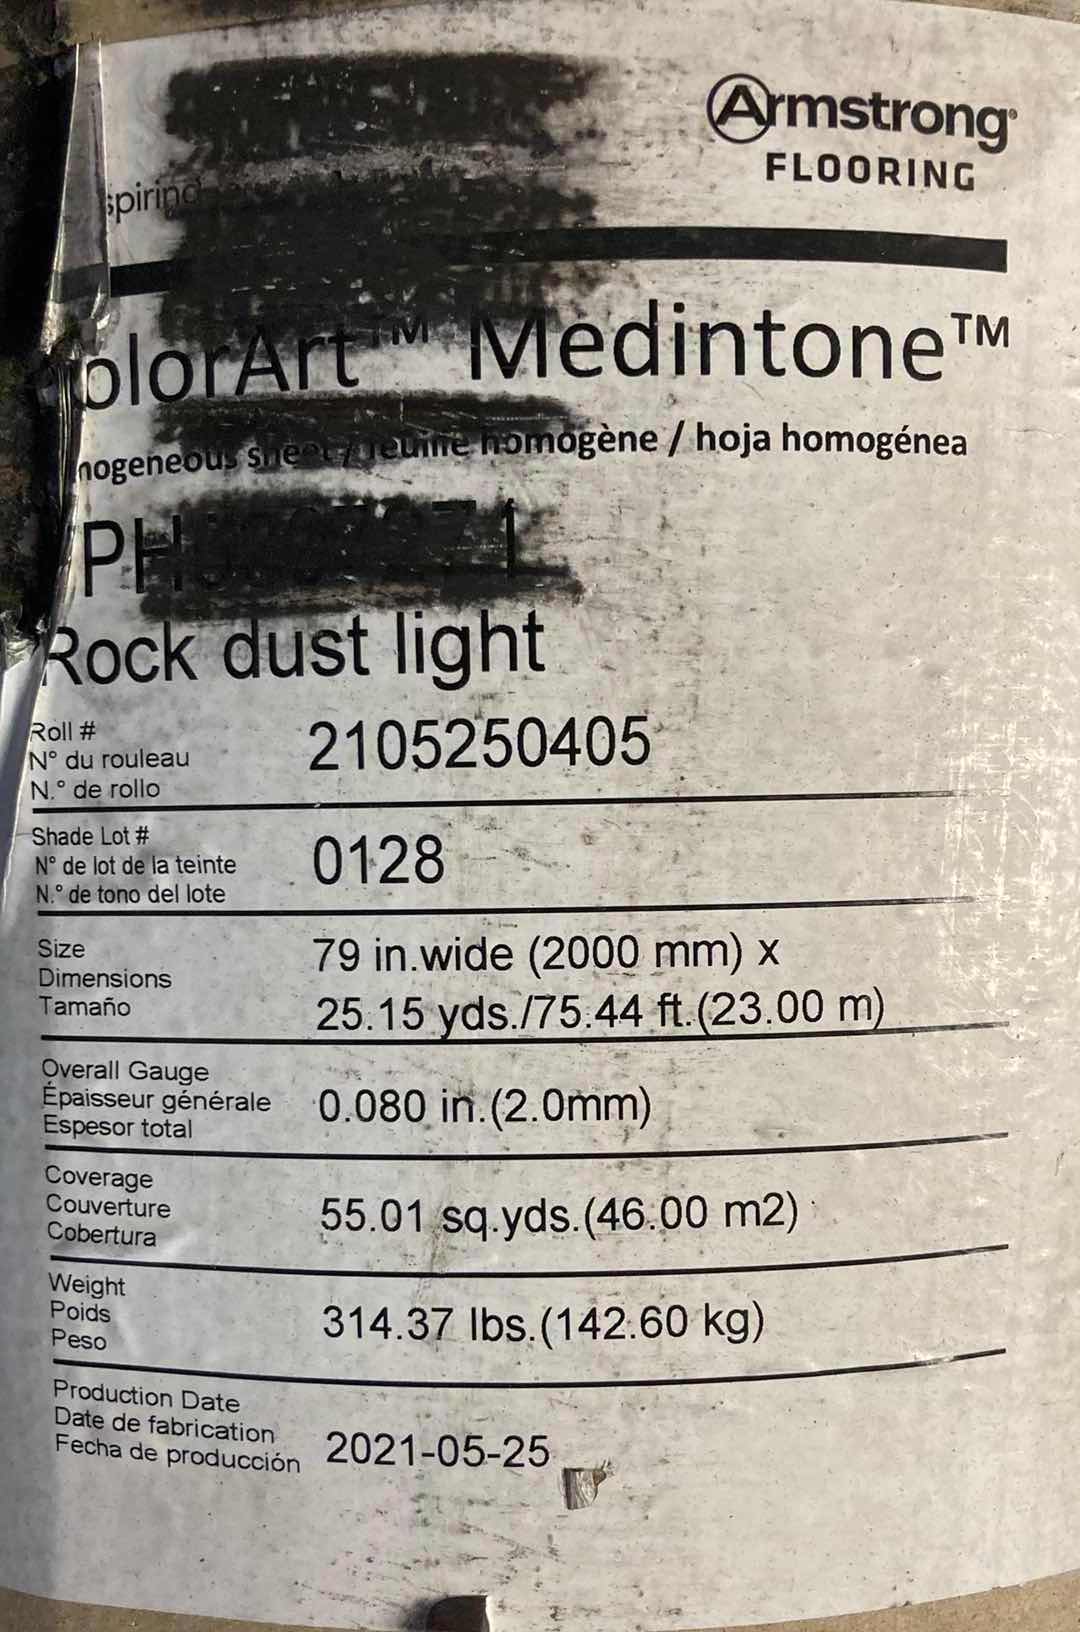 Armstrong®
FLOORING
spirin
olorArt™ Medintone™
mogeneous sheet / feuille homogène / hoja homogénea
PH
Rock dust light
Roll #
N° du rouleau
N.° de rollo
2105250405
Shade Lot #
N° de lot de la teinte
N.° de tono del lote
0128
Size
Dimensions
Tamaño
79 in.wide (2000 mm) x
25.15 yds./75.44 ft.(23.00 m)
Overall Gauge
Épaisseur générale
Espesor total
0.080 in.(2.0mm)
Coverage
Couverture
Cobertura
55.01 sq.yds.(46.00 m2)
Weight
Poids
Peso
314.37 lbs.(142.60 kg)
Production Date
Date de fabrication
Fecha de producción
2021-05-25